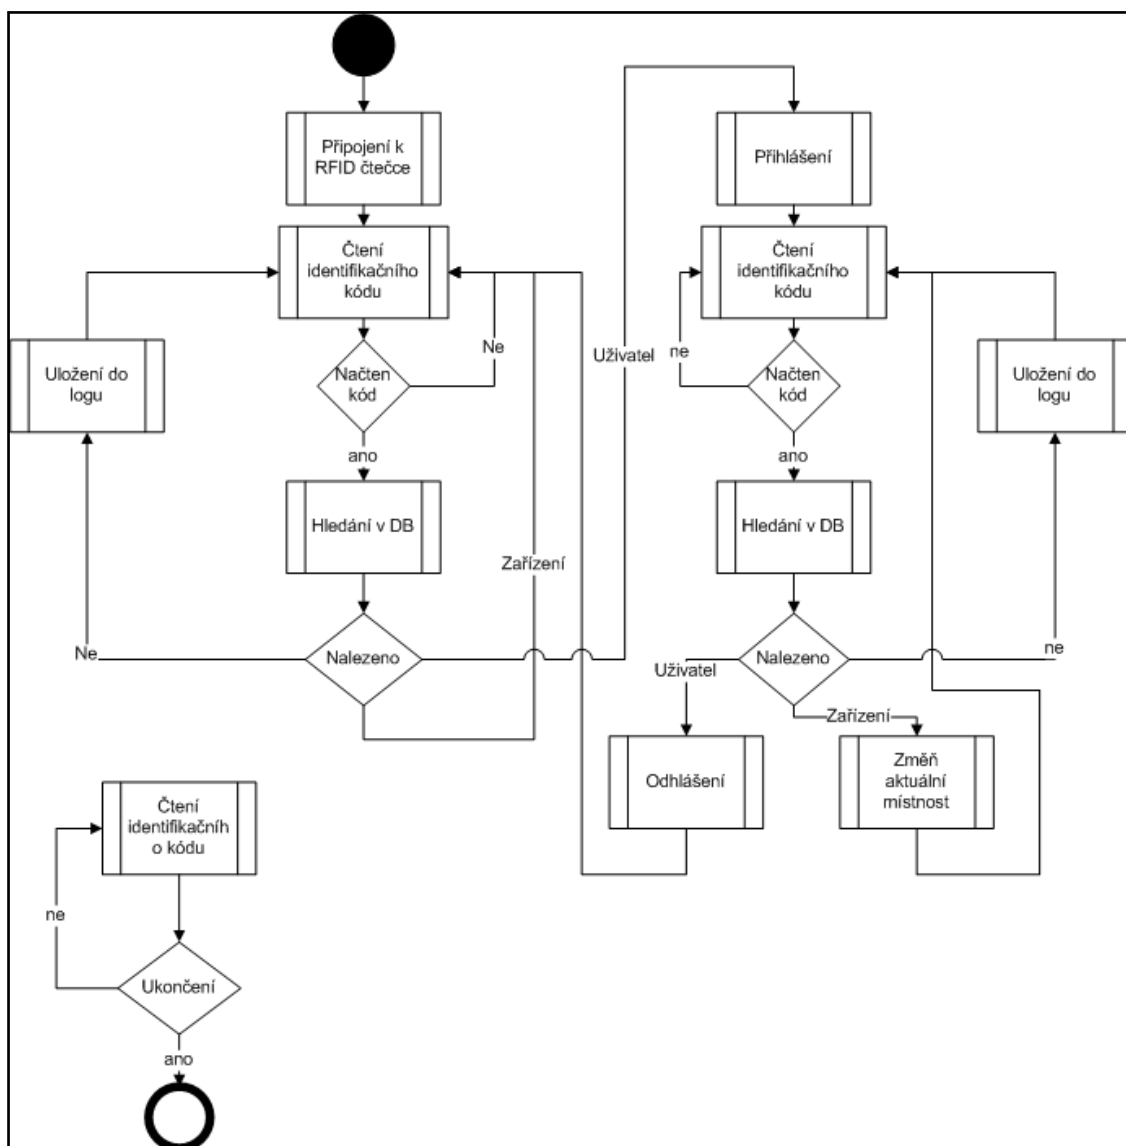 Připojení k
RFID čtečce
Přihlášení
Čtení
identifikačního
kódu
Čtení
identifikačního
kódu
Uložení do
logu
Ne
Načten
kód
Uživatel
ne
Načten
kód
Uložení do
logu
ano
ano
Hledání v DB
Hledání v DB
Zařízení
Ne
Nalezeno
Uživatel
Nalezeno
ne
Zařízení
Odhlášení
Změň
aktuální
místnost
Čtení
identifikačníh
o kódu
ne
Ukončení
ano